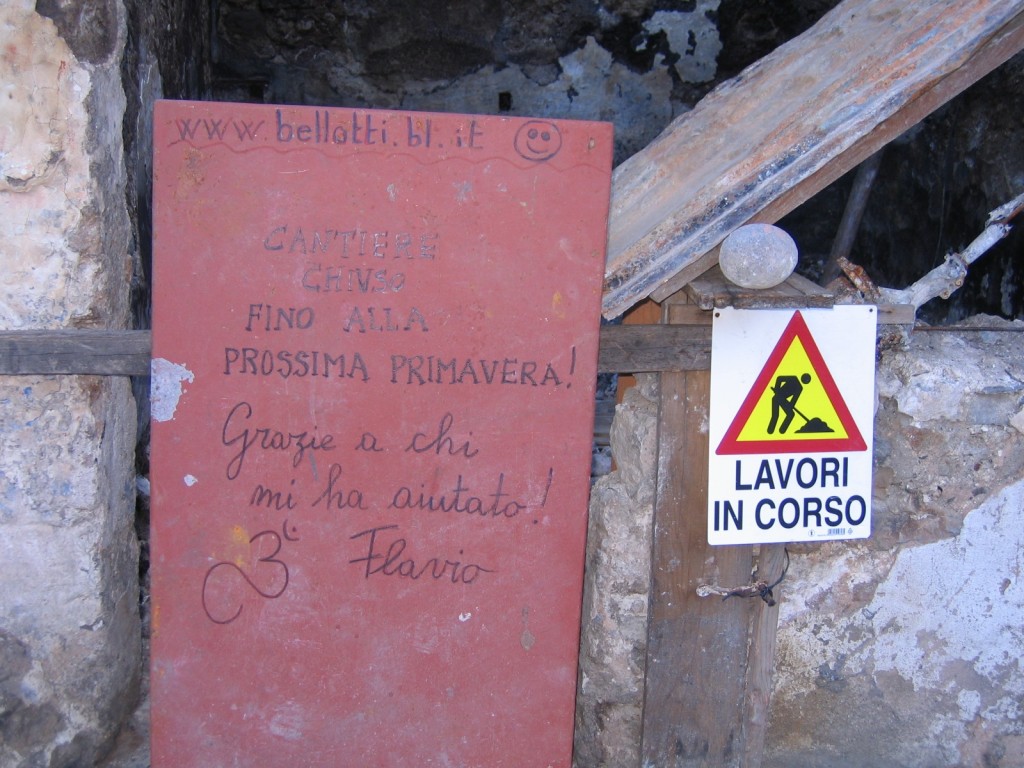 www.bellotti.bl.it
CANTIERE
CHIUSO
FINO ALLA
PROSSIMA PRIMAVERA!
Grazie a chi
mi ha aiutato!
Flavio
LAVORI
IN CORSO